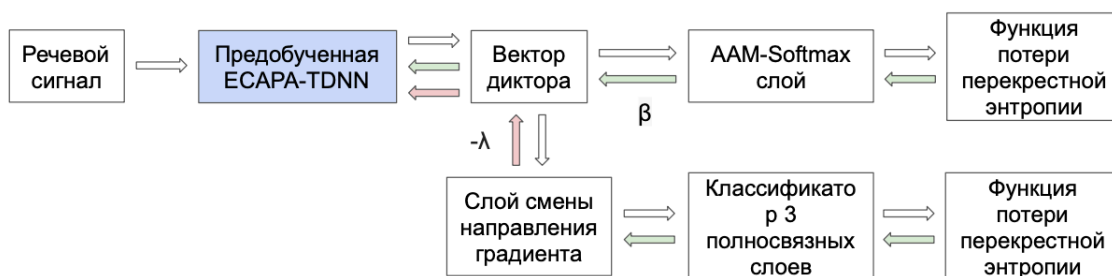 Речевой
сигнал
Предобученная
ECAPA-TDNN
Вектор
диктора
β
AAM-Softmax
слой
Функция
потери
перекрестной
энтропии
-λ
Слой смены
направления
градиента
Классификато
р 3
полносвязных
слоев
Функция
потери
перекрестной
энтропии